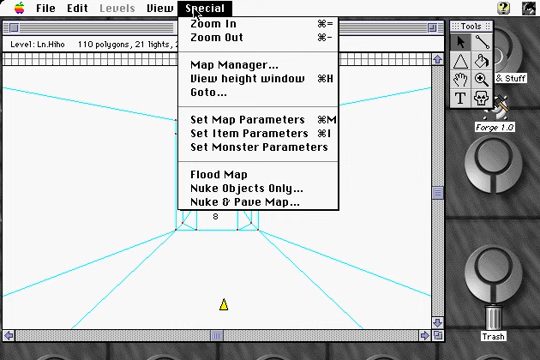 File Edit Levels View Special
Level: Ln.Hiho 110 polygons, 21 lights,
Zoom In ⌘=
Zoom Out ⌘-
Map Manager...
View height window ⌘H
Goto...
Set Map Parameters ⌘M
Set Item Parameters ⌘I
Set Monster Parameters
Flood Map
Nuke Objects Only...
Nuke & Pave Map...
8
Tools
T
& Stuff
Forge 1.0
Trash